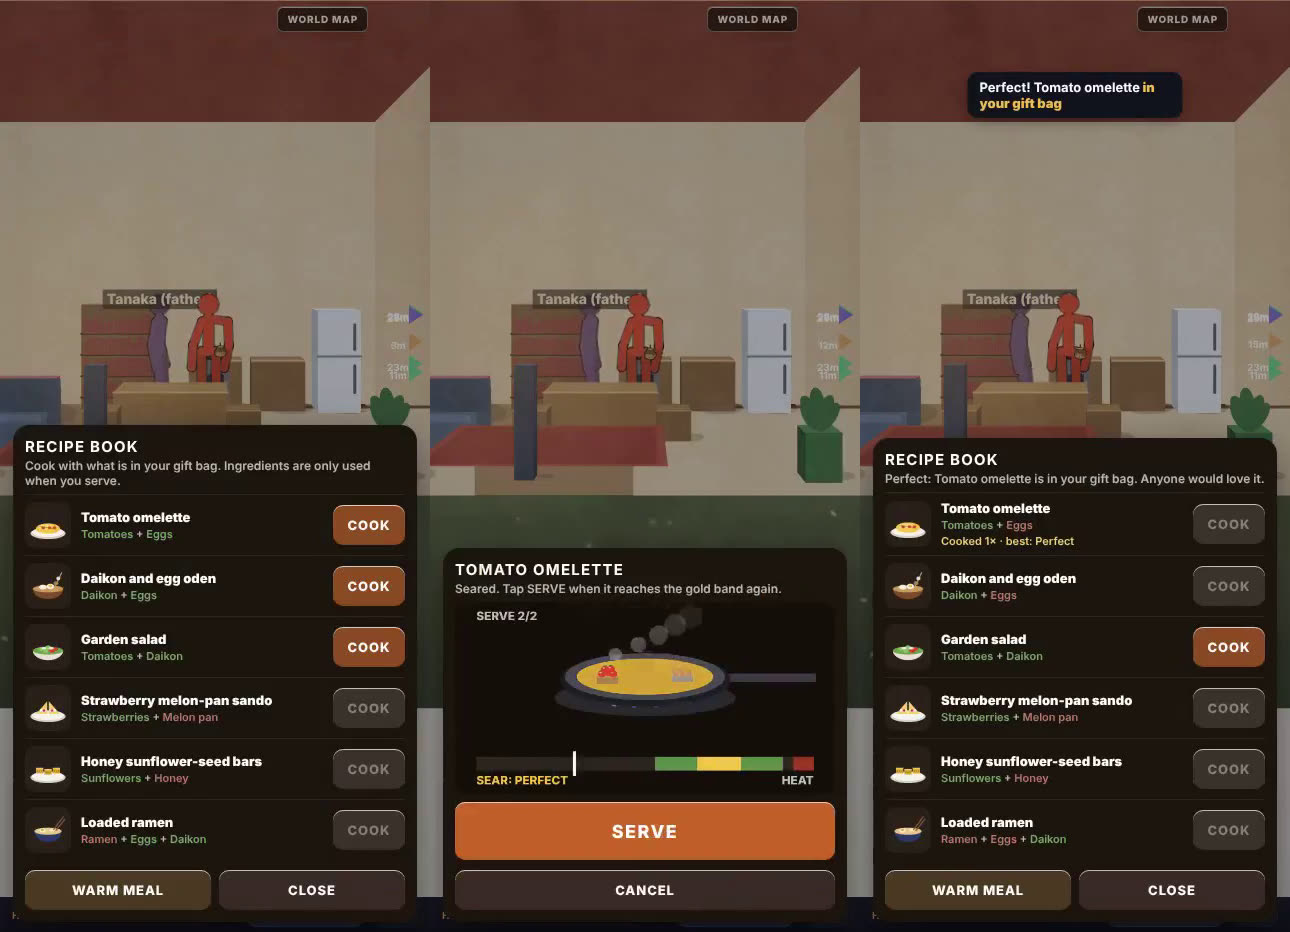 WORLD MAP
Tanaka (fathe
28m
6m
23m
11m
RECIPE BOOK
Cook with what is in your gift bag. Ingredients are only used
when you serve.
Tomato omelette
Tomatoes + Eggs
COOK
Daikon and egg oden
Daikon + Eggs
COOK
Garden salad
Tomatoes + Daikon
COOK
Strawberry melon-pan sando
Strawberries + Melon pan
COOK
Honey sunflower-seed bars
Sunflowers + Honey
COOK
Loaded ramen
Ramen + Eggs + Daikon
COOK
WARM MEAL
CLOSE
WORLD MAP
Tanaka (fathe
12m
23m
11m
TOMATO OMELETTE
Seared. Tap SERVE when it reaches the gold band again.
SERVE 2/2
SEAR: PERFECT
HEAT
SERVE
CANCEL
WORLD MAP
Perfect! Tomato omelette in
your gift bag
Tanaka (fathe
15m
23m
11m
RECIPE BOOK
Perfect: Tomato omelette is in your gift bag. Anyone would love it.
Tomato omelette
Tomatoes + Eggs
Cooked 1× · best: Perfect
COOK
Daikon and egg oden
Daikon + Eggs
COOK
Garden salad
Tomatoes + Daikon
COOK
Strawberry melon-pan sando
Strawberries + Melon pan
COOK
Honey sunflower-seed bars
Sunflowers + Honey
COOK
Loaded ramen
Ramen + Eggs + Daikon
COOK
WARM MEAL
CLOSE